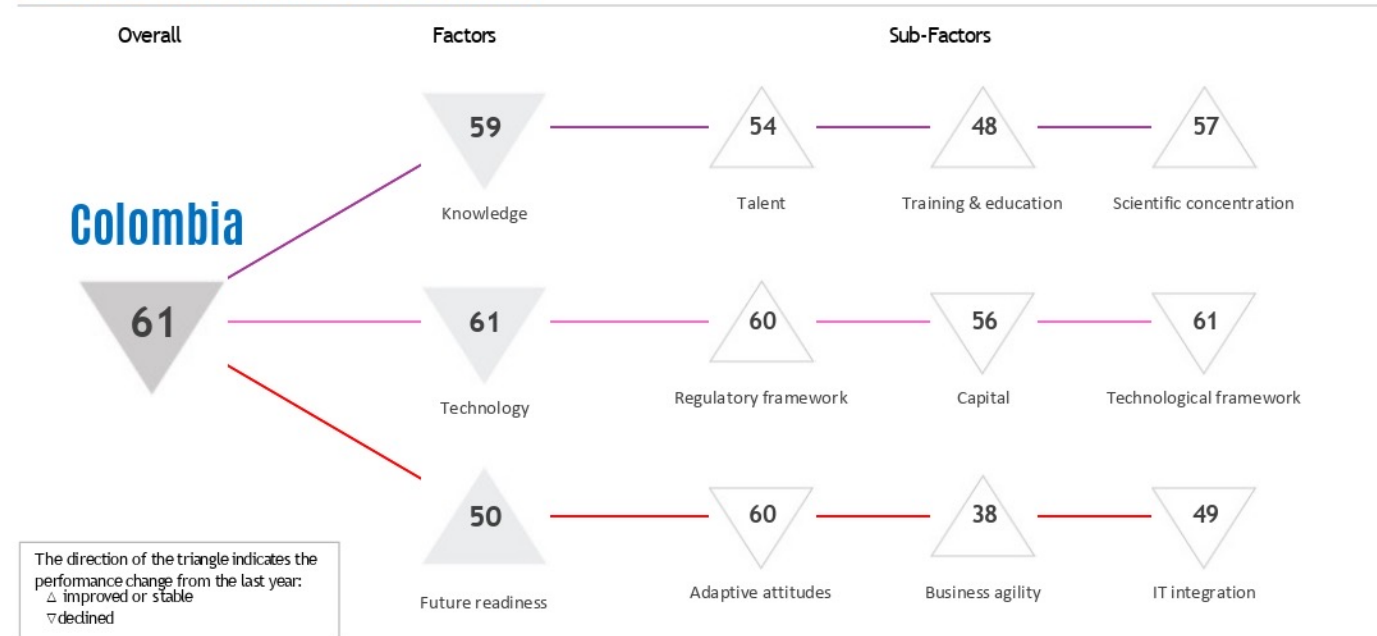 Overall Factors Sub-Factors
59 54 48 57
Knowledge Talent Training & education Scientific concentration
Colombia
61 61 60 56 61
Technology Regulatory framework Capital Technological framework
50 60 38 49
Future readiness Adaptive attitudes Business agility IT integration
The direction of the triangle indicates the
performance change from the last year:
△ improved or stable
▽declined